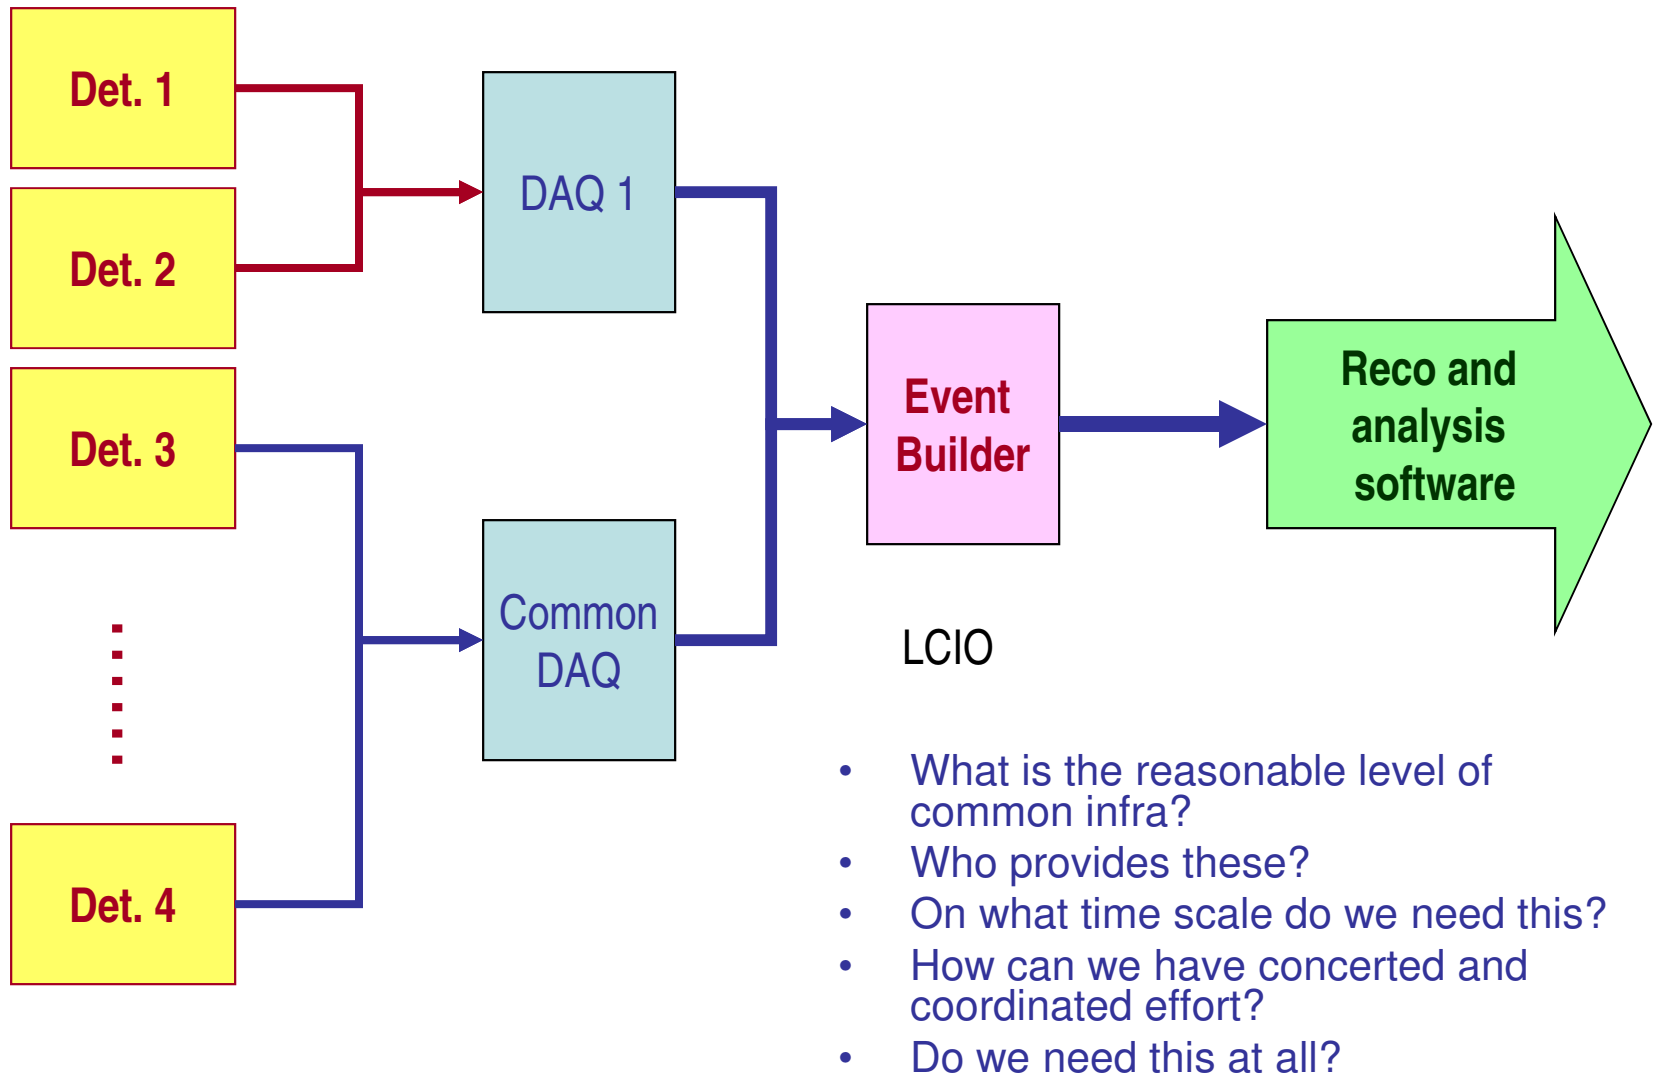 Det. 1
Det. 2
Det. 3
Det. 4
DAQ 1
Common
DAQ
Event
Builder
Reco and
analysis
software
LCIO
• What is the reasonable level of
common infra?
• Who provides these?
• On what time scale do we need this?
• How can we have concerted and
coordinated effort?
• Do we need this at all?